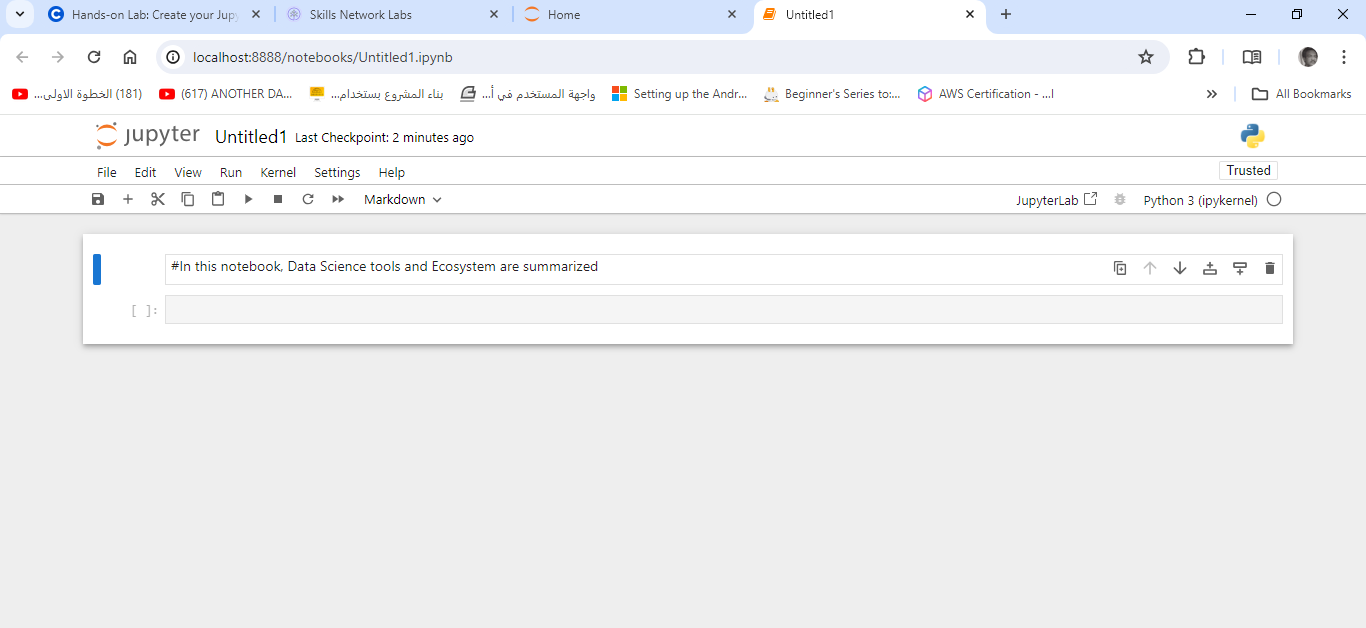 Hands-on Lab: Create your Jup
Skills Network Labs
Home
Untitled1
localhost:8888/notebooks/Untitled1.ipynb
(181) الخطوة الاولى...
(617) ANOTHER DA...
بناء المشروع بستخدام...
واجهة المستخدم في أ...
Setting up the Andr...
Beginner's Series to:...
AWS Certification - ...ا
All Bookmarks
jupyter
Untitled1
Last Checkpoint: 2 minutes ago
File Edit View Run Kernel Settings Help
Trusted
Markdown
JupyterLab
Python 3 (ipykernel)
#In this notebook, Data Science tools and Ecosystem are summarized
[ ]: